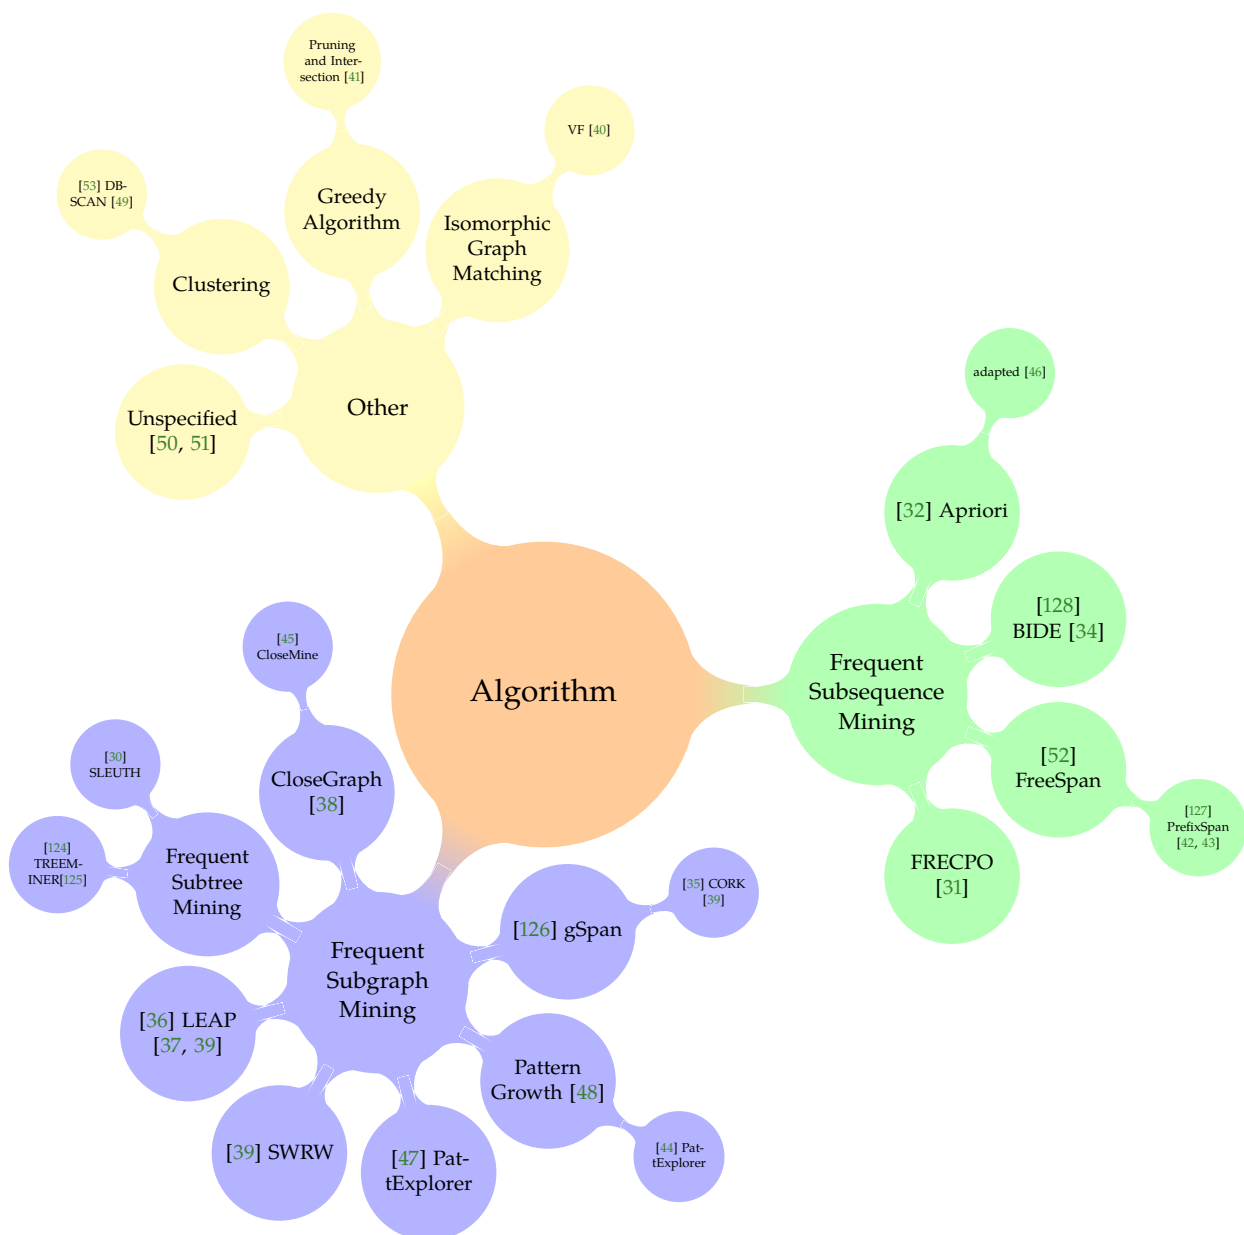 Pruning
and Inter-
section [41]
VF [40]
[53] DB-
SCAN [49]
Greedy
Algorithm
Isomorphic
Graph
Matching
Clustering
Unspecified
[50, 51]
Other
adapted [46]
[32] Apriori
[128]
BIDE [34]
Frequent
Subsequence
Mining
[52]
FreeSpan
[127]
PrefixSpan
[42, 43]
FRECPO
[31]
Algorithm
[45]
CloseMine
CloseGraph
[38]
[30]
SLEUTH
[124]
TREEM-
INER[125]
Frequent
Subtree
Mining
Frequent
Subgraph
Mining
[126] gSpan
[35] CORK
[39]
[36] LEAP
[37, 39]
Pattern
Growth [48]
[44] Pat-
tExplorer
[39] SWRW
[47] Pat-
tExplorer